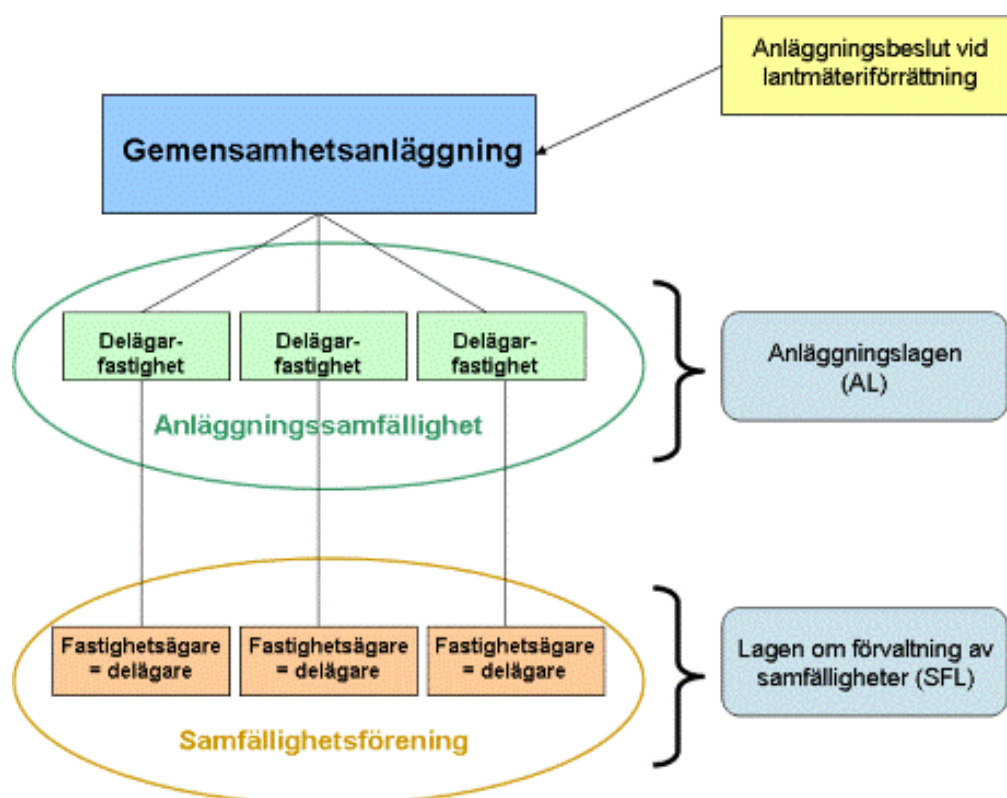 Anläggningsbeslut vid
lantmäteriförrättning
Gemensamhetsanläggning
Delägar-
fastighet
Delägar-
fastighet
Delägar-
fastighet
Anläggningssamfällighet
Anläggningslagen
(AL)
Fastighetsägare
= delägare
Fastighetsägare
= delägare
Fastighetsägare
= delägare
Samfällighetsförening
Lagen om förvaltning av
samfälligheter (SFL)